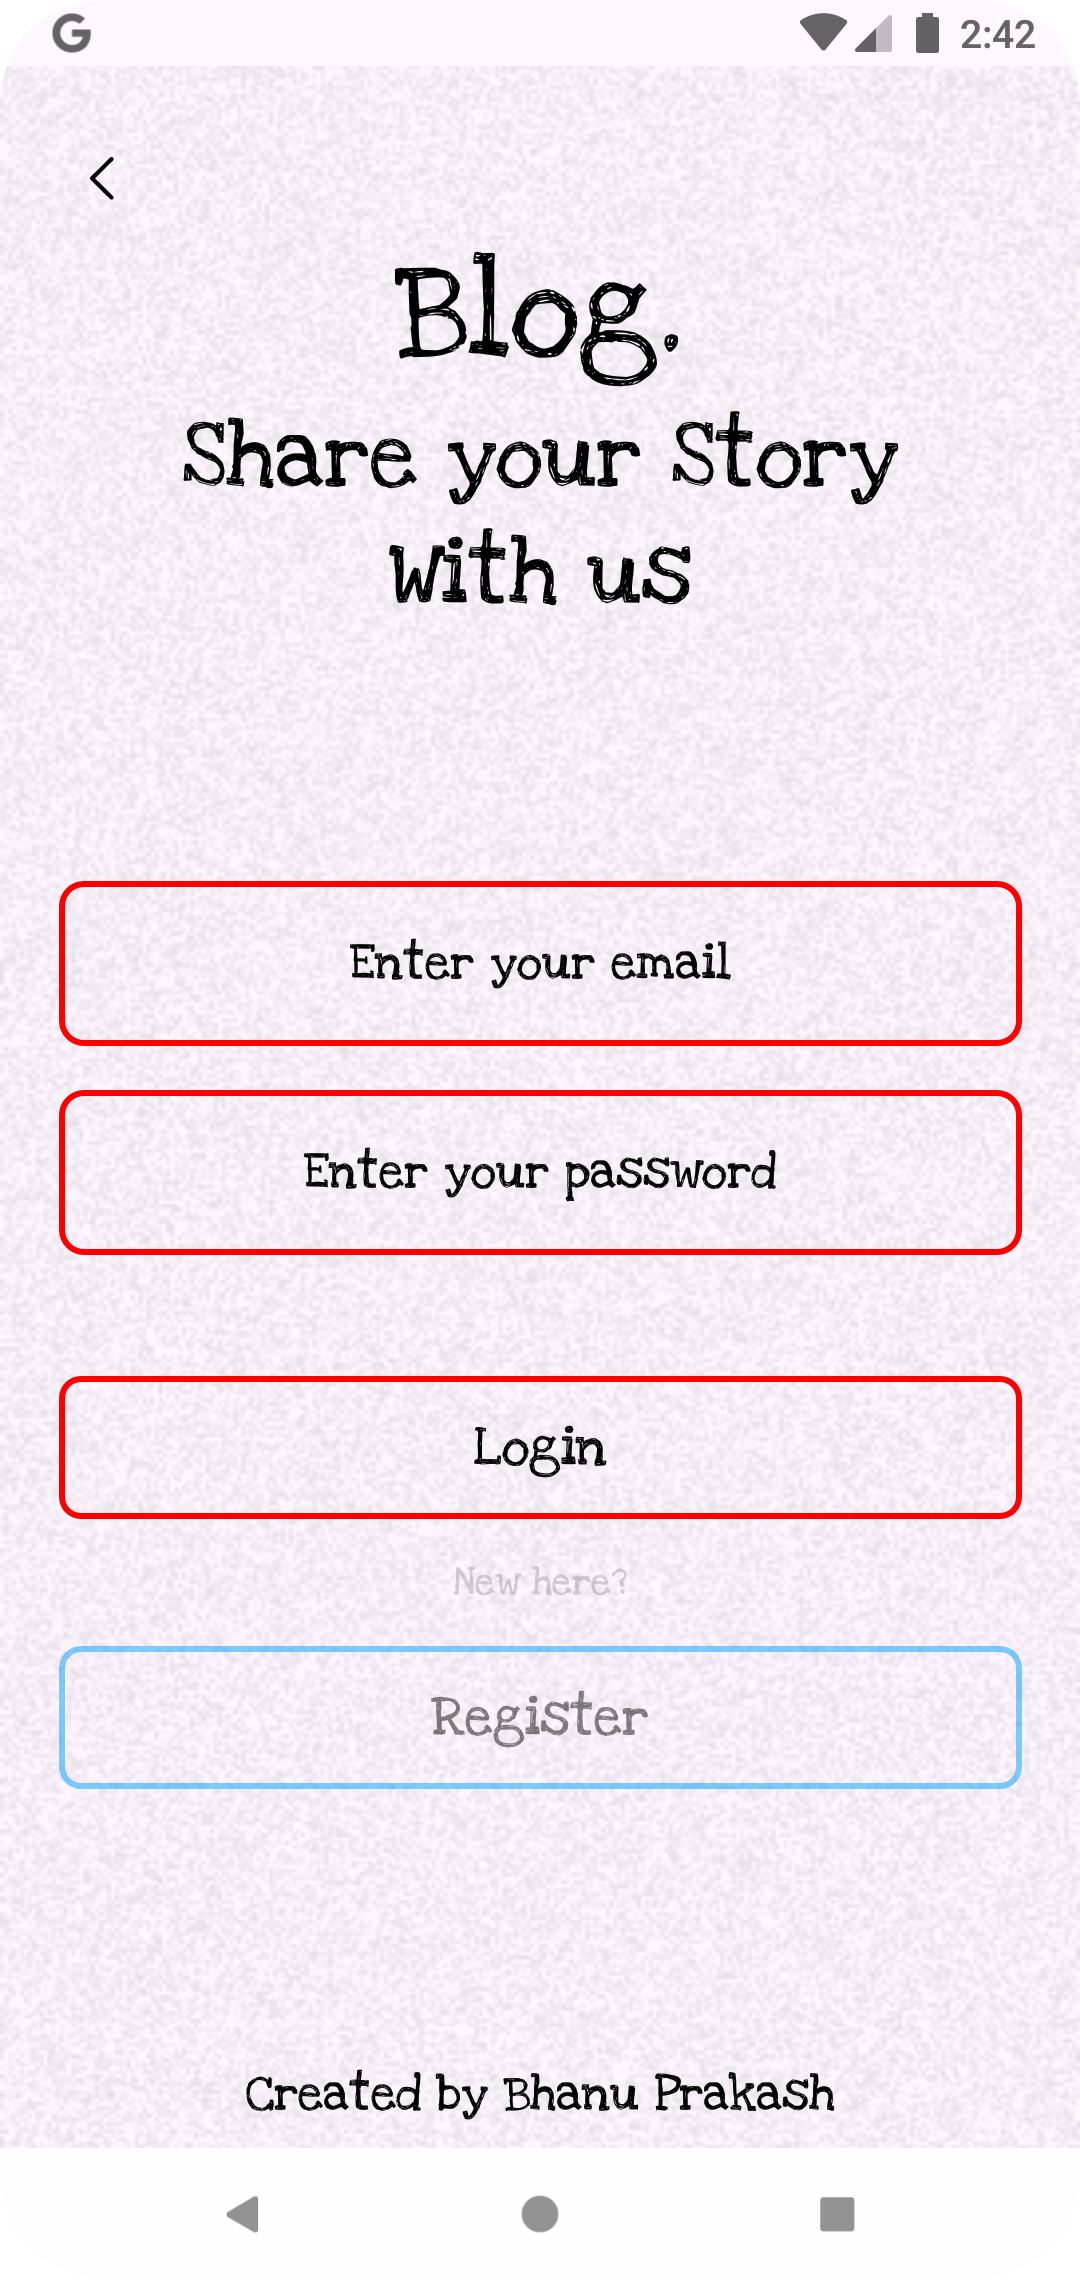 G 2:42
Blog.
Share your Story
With us
Enter your email
Enter your password
Login
New here?
Register
Created by Bhanu Prakash